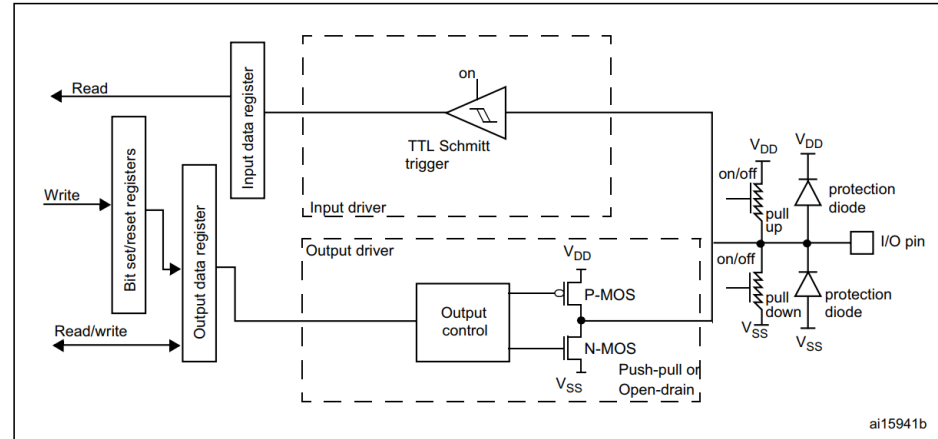 Read
Input data register
on
TTL Schmitt
trigger
Input driver
Write
Bit set/reset registers
Output data register
Read/write
Output driver
Output
control
VDD
P-MOS
N-MOS
VSS
Push-pull or
Open-drain
VDD
on/off
pull
up
on/off
pull
down
VSS
VDD
protection
diode
protection
diode
VSS
I/O pin
ai15941b